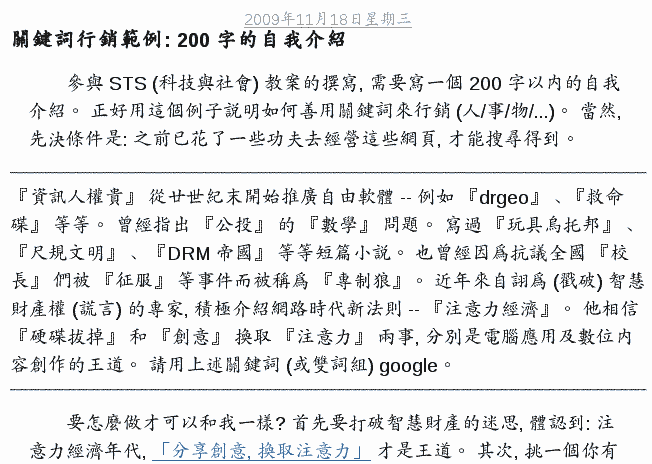 2009年11月18日星期三
關鍵詞行銷範例: 200 字的自我介紹
參與 STS (科技與社會) 教案的撰寫, 需要寫一個 200 字以內的自我
介紹。 正好用這個例子說明如何善用關鍵詞來行銷 (人/事/物/...)。 當然,
先決條件是: 之前已花了一些功夫去經營這些網頁, 才能搜尋得到。
『資訊人權貴』 從廿世紀末開始推廣自由軟體 -- 例如 『drgeo』 、『救命
碟』 等等。 曾經指出 『公投』 的 『數學』 問題。 寫過 『玩具烏托邦』 、
『尺規文明』 、『DRM 帝國』 等等短篇小說。 也曾經因爲抗議全國 『校
長』 們被 『征服』 等事件而被稱爲 『專制狼』 。 近年來自詡爲 (戳破) 智慧
財產權 (謊言) 的專家, 積極介紹網路時代新法則 -- 『注意力經濟』。 他相信
『硬碟拔掉』 和 『創意』 換取 『注意力』 兩事, 分別是電腦應用及數位內
容創作的王道。 請用上述關鍵詞 (或雙詞組) google。
要怎麼做才可以和我一樣? 首先要打破智慧財產的迷思, 體認到: 注
意力經濟年代, 「分享創意, 換取注意力」 才是王道。 其次, 挑一個你有